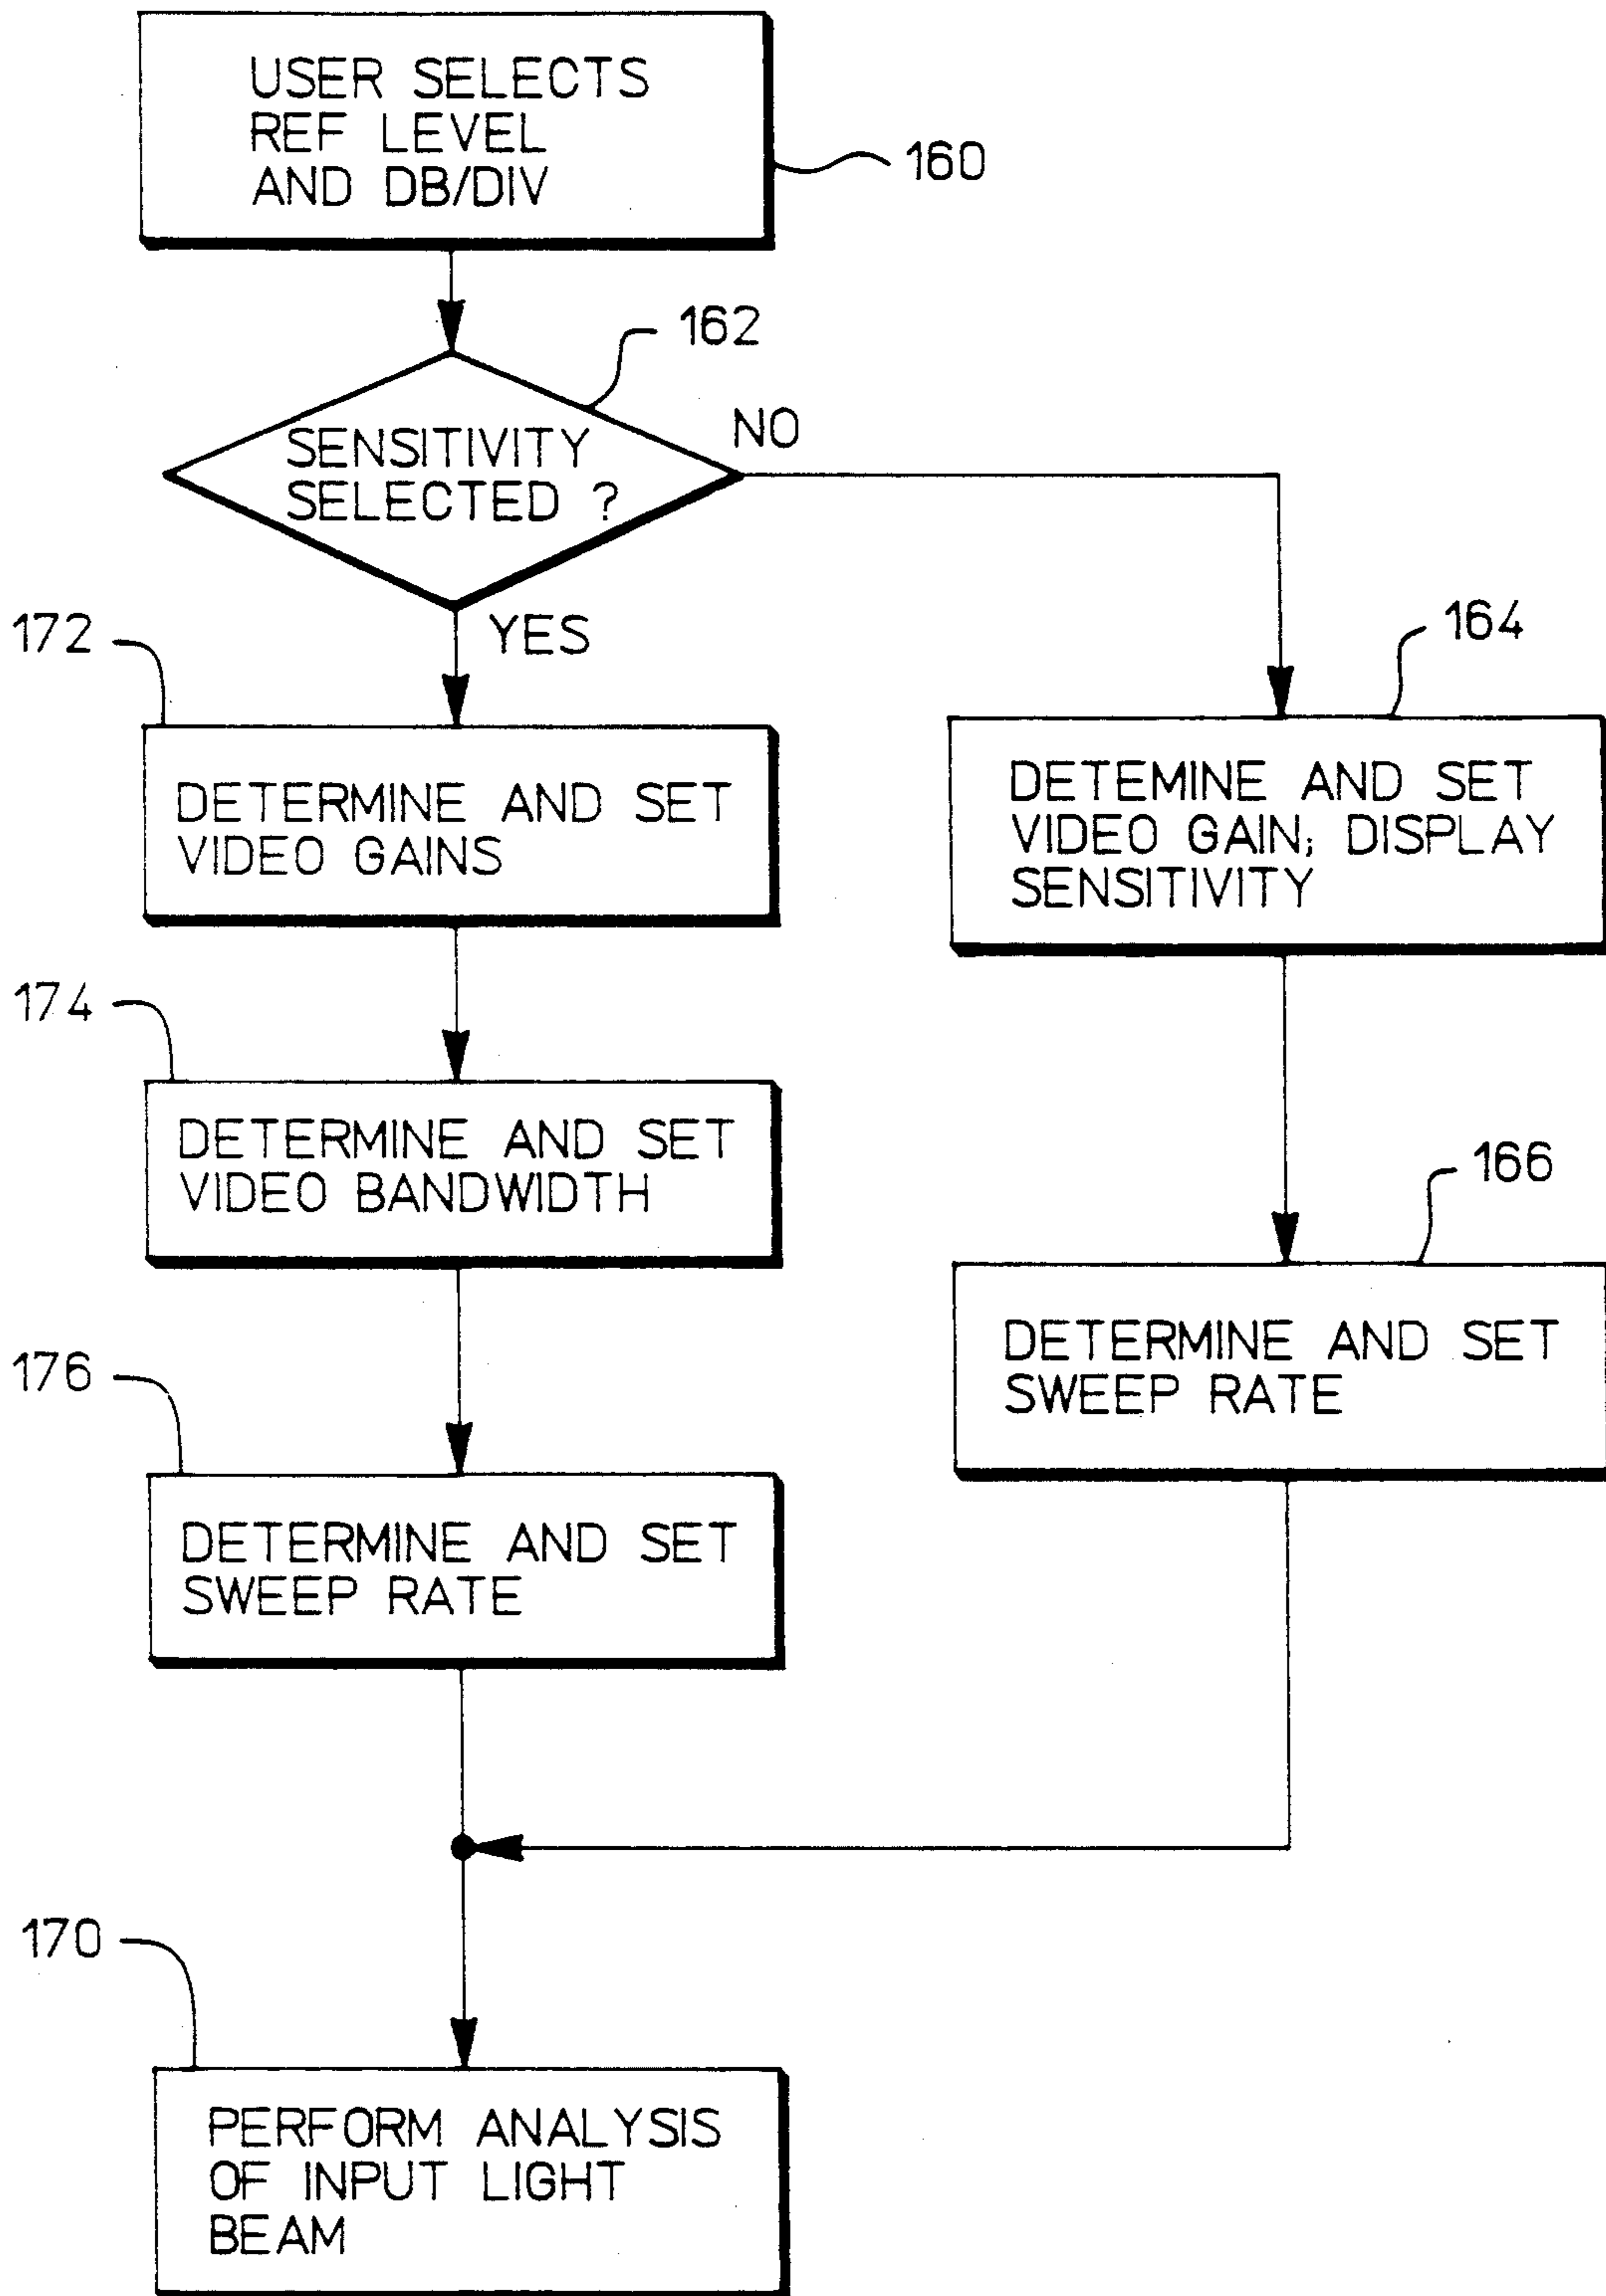 USER SELECTS
REF LEVEL
AND DB/DIV
160
162
SENSITIVITY
SELECTED ?
NO
YES
172
DETERMINE AND SET
VIDEO GAINS
164
DETEMINE AND SET
VIDEO GAIN; DISPLAY
SENSITIVITY
174
DETERMINE AND SET
VIDEO BANDWIDTH
166
DETERMINE AND SET
SWEEP RATE
176
DETERMINE AND SET
SWEEP RATE
170
PERFORM ANALYSIS
OF INPUT LIGHT
BEAM